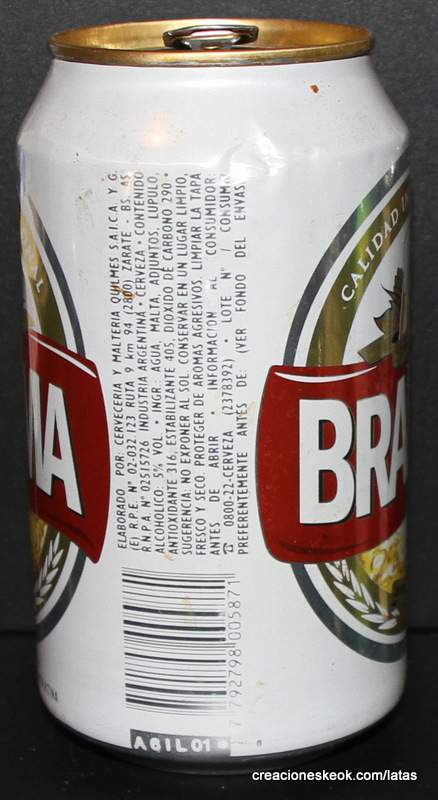 ELABORADO POR: CERVECERIA Y MALTERIA QUILMES S.A.I.C.A. Y G.
(E) R.P.E. N° 02-032.123 RUTA 9 km 94 (2800) ZARATE - BS. AS.
R.N.P.A N° 02515726 INDUSTRIA ARGENTINA • CERVEZA • CONTENIDO
ALCOHOLICO: 5% VOL • INGR.: AGUA, MALTA, ADJUNTOS, LUPULO,
ANTIOXIDANTE 316, ESTABILIZANTE 405, DIOXIDO DE CARBONO 290 •
SUGERENCIA: NO EXPONER AL SOL. CONSERVAR EN UN LUGAR LIMPIO,
FRESCO Y SECO. PROTEGER DE AROMAS AGRESIVOS. LIMPIAR LA TAPA
ANTES DE ABRIR • INFORMACION AL CONSUMIDOR
☎ 0800-22-CERVEZA (2378392) • LOTE N° / CONSUMIR
PREFERENTEMENTE ANTES DE: (VER FONDO DEL ENVASE
7 792798 005871
A6IL01
MA
CALIDAD
BRA
creacioneskeok.com/latas